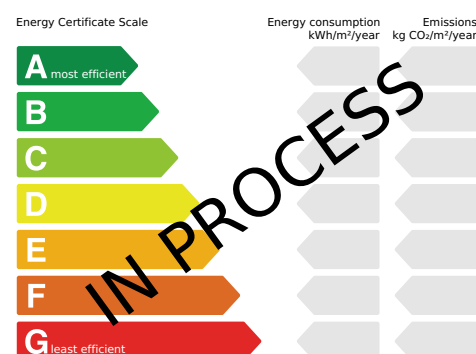 Energy Certificate Scale
Energy consumption
kWh/m²/year
Emissions
kg CO₂/m²/year
A most efficient
B
C
D
E
F
G least efficient
IN PROCESS